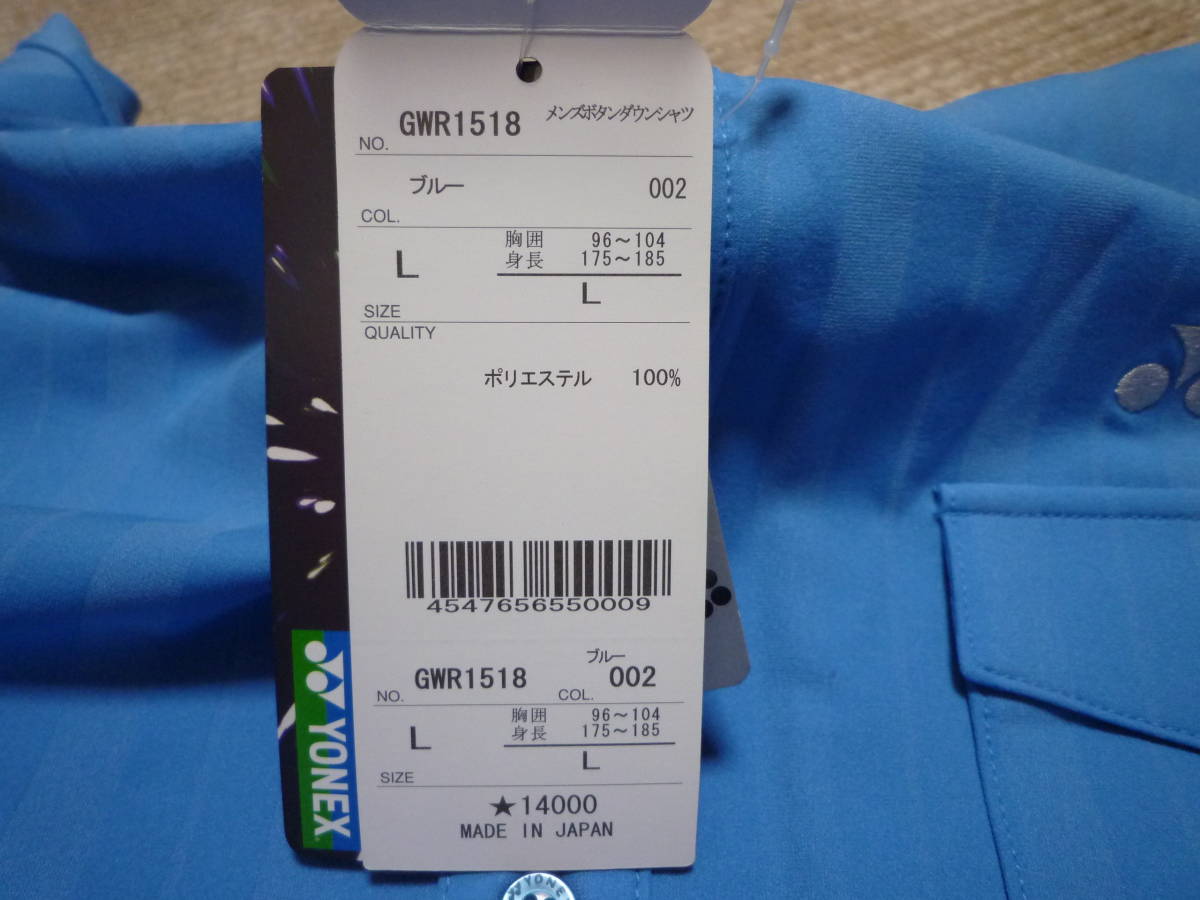 GWR1518 メンズボタンダウンシャツ
NO.
ブルー 002
COL.
胸囲 96〜104
L 身長 175〜185
L
SIZE
QUALITY
ポリエステル 100%
4547656550009
ブルー
GWR1518 002
NO. COL.
胸囲 96〜104
L 身長 175〜185
L
SIZE
★14000
MADE IN JAPAN
YONEX
YONE